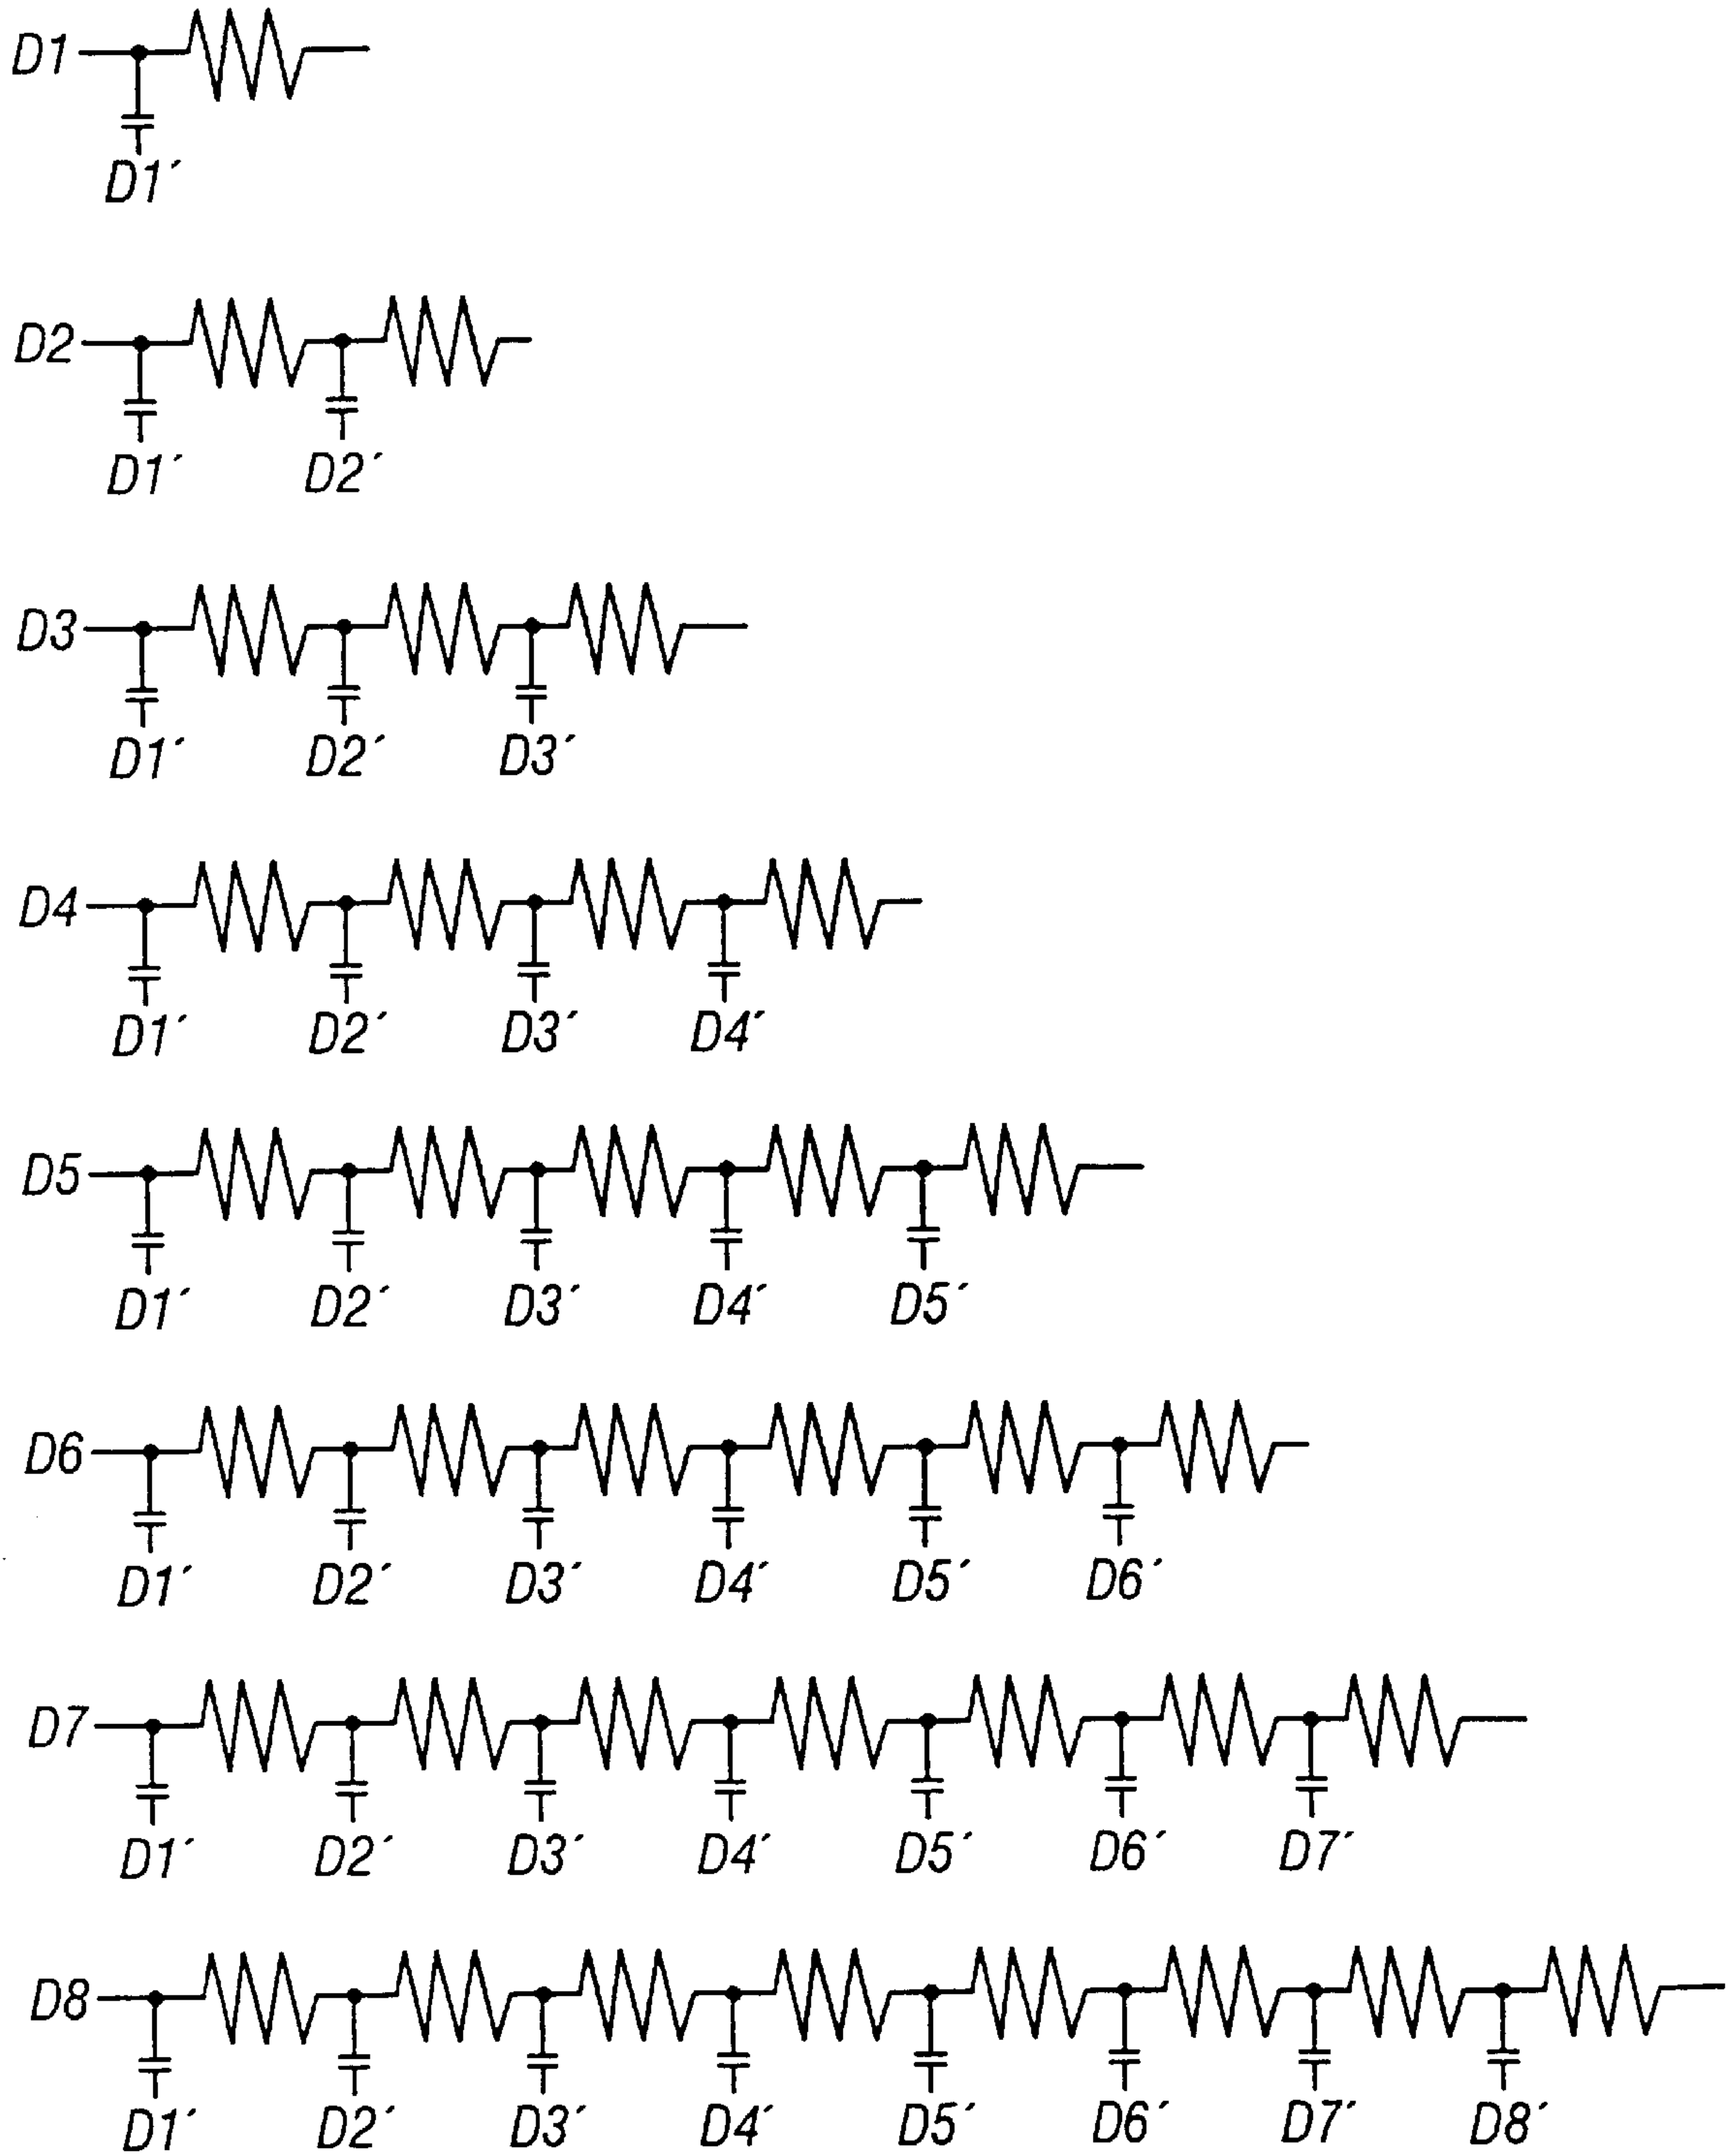 D1
D1´
D2
D1´ D2´
D3
D1´ D2´ D3´
D4
D1´ D2´ D3´ D4´
D5
D1´ D2´ D3´ D4´ D5´
D6
D1´ D2´ D3´ D4´ D5´ D6´
D7
D1´ D2´ D3´ D4´ D5´ D6´ D7´
D8
D1´ D2´ D3´ D4´ D5´ D6´ D7´ D8´